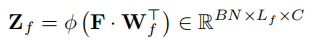 Z_f = ϕ (F · W_f^⊤) ∈ ℝ^{BN×L_f×C}